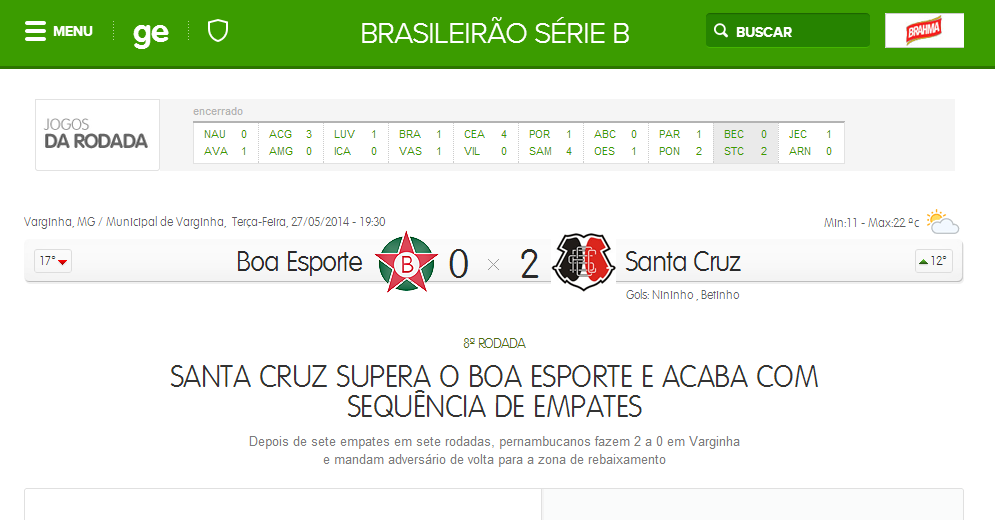 MENU
ge
BRASILEIRÃO SÉRIE B
BUSCAR
BRAHMA
JOGOS
DA RODADA
encerrado
NAU 0 ACG 3 LUV 1 BRA 1 CEA 4 POR 1 ABC 0 PAR 1 BEC 0 JEC 1
AVA 1 AMG 0 ICA 0 VAS 1 VIL 0 SAM 4 OES 1 PON 2 STC 2 ARN 0
Varginha, MG / Municipal de Varginha, Terça-Feira, 27/05/2014 - 19:30
Min:11 - Max:22 ºc
17° Boa Esporte B 0 × 2 Santa Cruz 12°
Gols: Nininho , Betinho
8ª RODADA
SANTA CRUZ SUPERA O BOA ESPORTE E ACABA COM
SEQUÊNCIA DE EMPATES
Depois de sete empates em sete rodadas, pernambucanos fazem 2 a 0 em Varginha
e mandam adversário de volta para a zona de rebaixamento